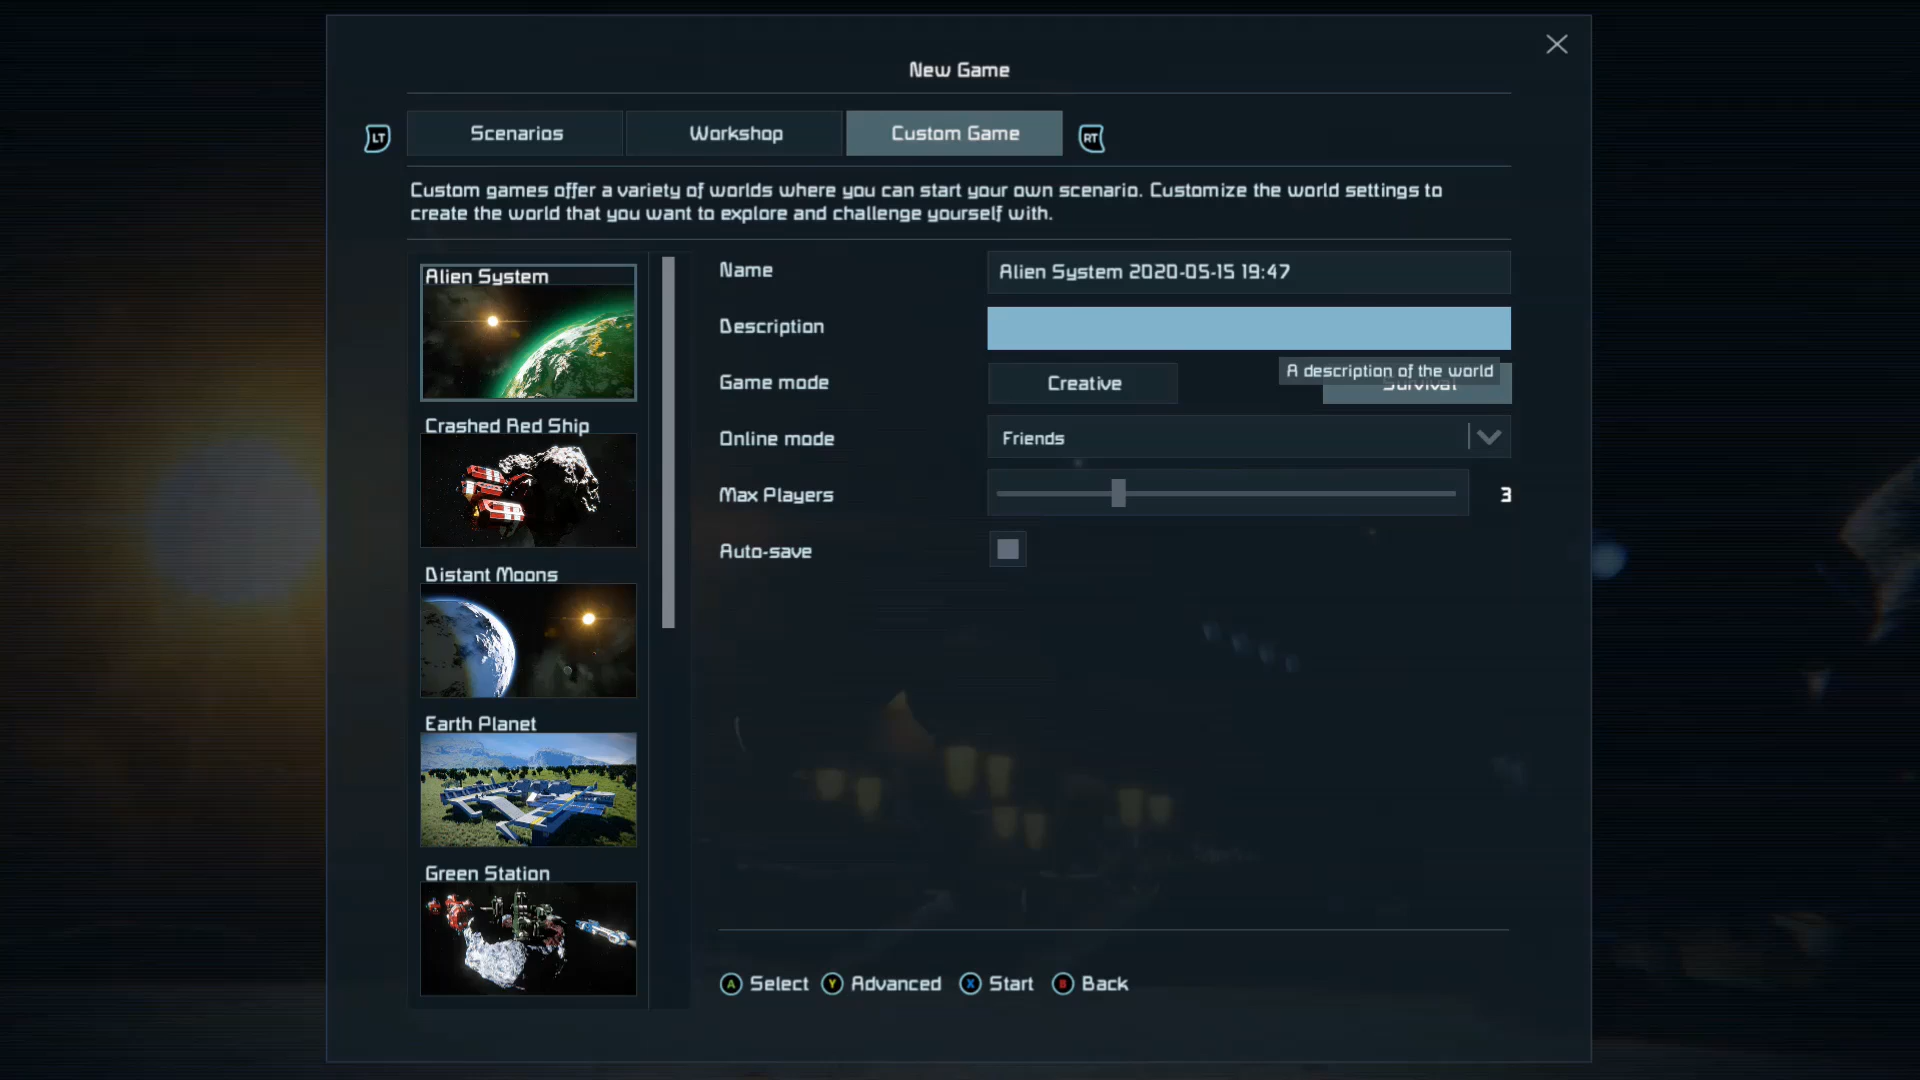 New Game
LT
Scenarios
Workshop
Custom Game
RT
Custom games offer a variety of worlds where you can start your own scenario. Customize the world settings to
create the world that you want to explore and challenge yourself with.
Alien System
Crashed Red Ship
Distant Moons
Earth Planet
Green Station
Name
Alien System 2020-05-15 19:47
Description
A description of the world
Game mode
Creative
Survival
Online mode
Friends
Max Players
3
Auto-save
A Select
Y Advanced
X Start
B Back